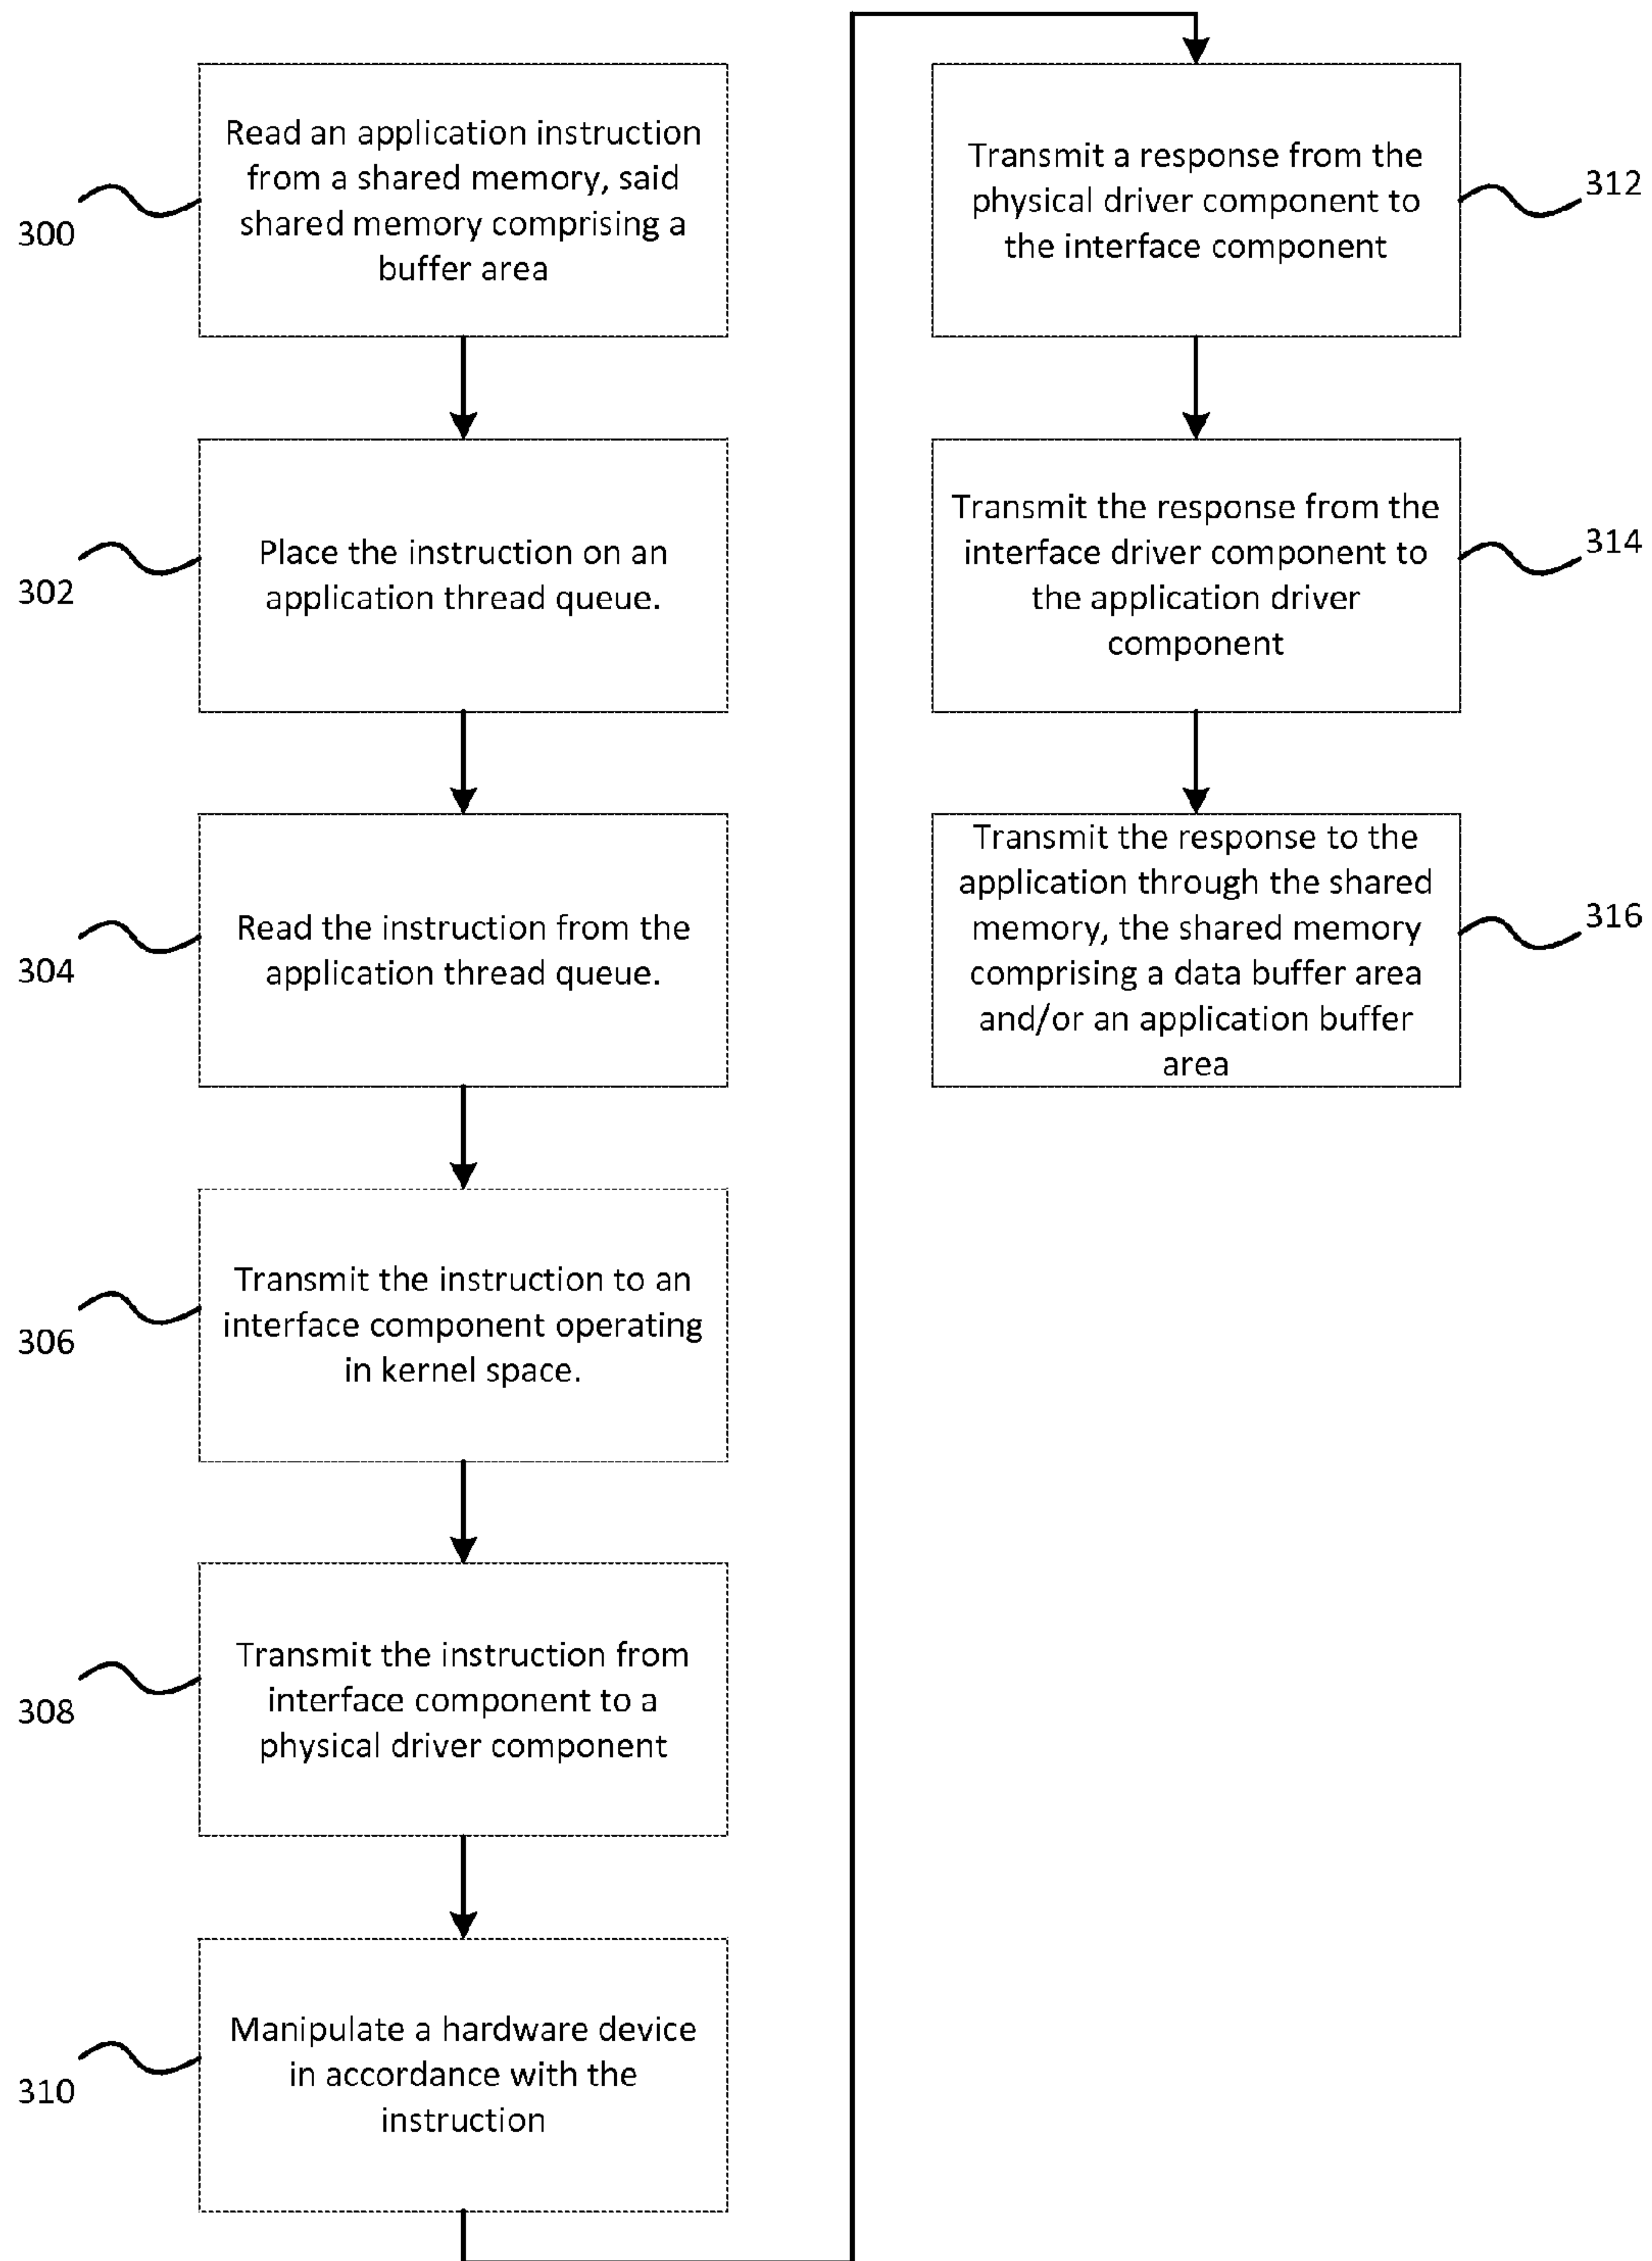 Read an application instruction
from a shared memory, said
shared memory comprising a
buffer area
300
Place the instruction on an
application thread queue.
302
Read the instruction from the
application thread queue.
304
Transmit the instruction to an
interface component operating
in kernel space.
306
Transmit the instruction from
interface component to a
physical driver component
308
Manipulate a hardware device
in accordance with the
instruction
310
Transmit a response from the
physical driver component to
the interface component
312
Transmit the response from the
interface driver component to
the application driver
component
314
Transmit the response to the
application through the shared
memory, the shared memory
comprising a data buffer area
and/or an application buffer
area
316